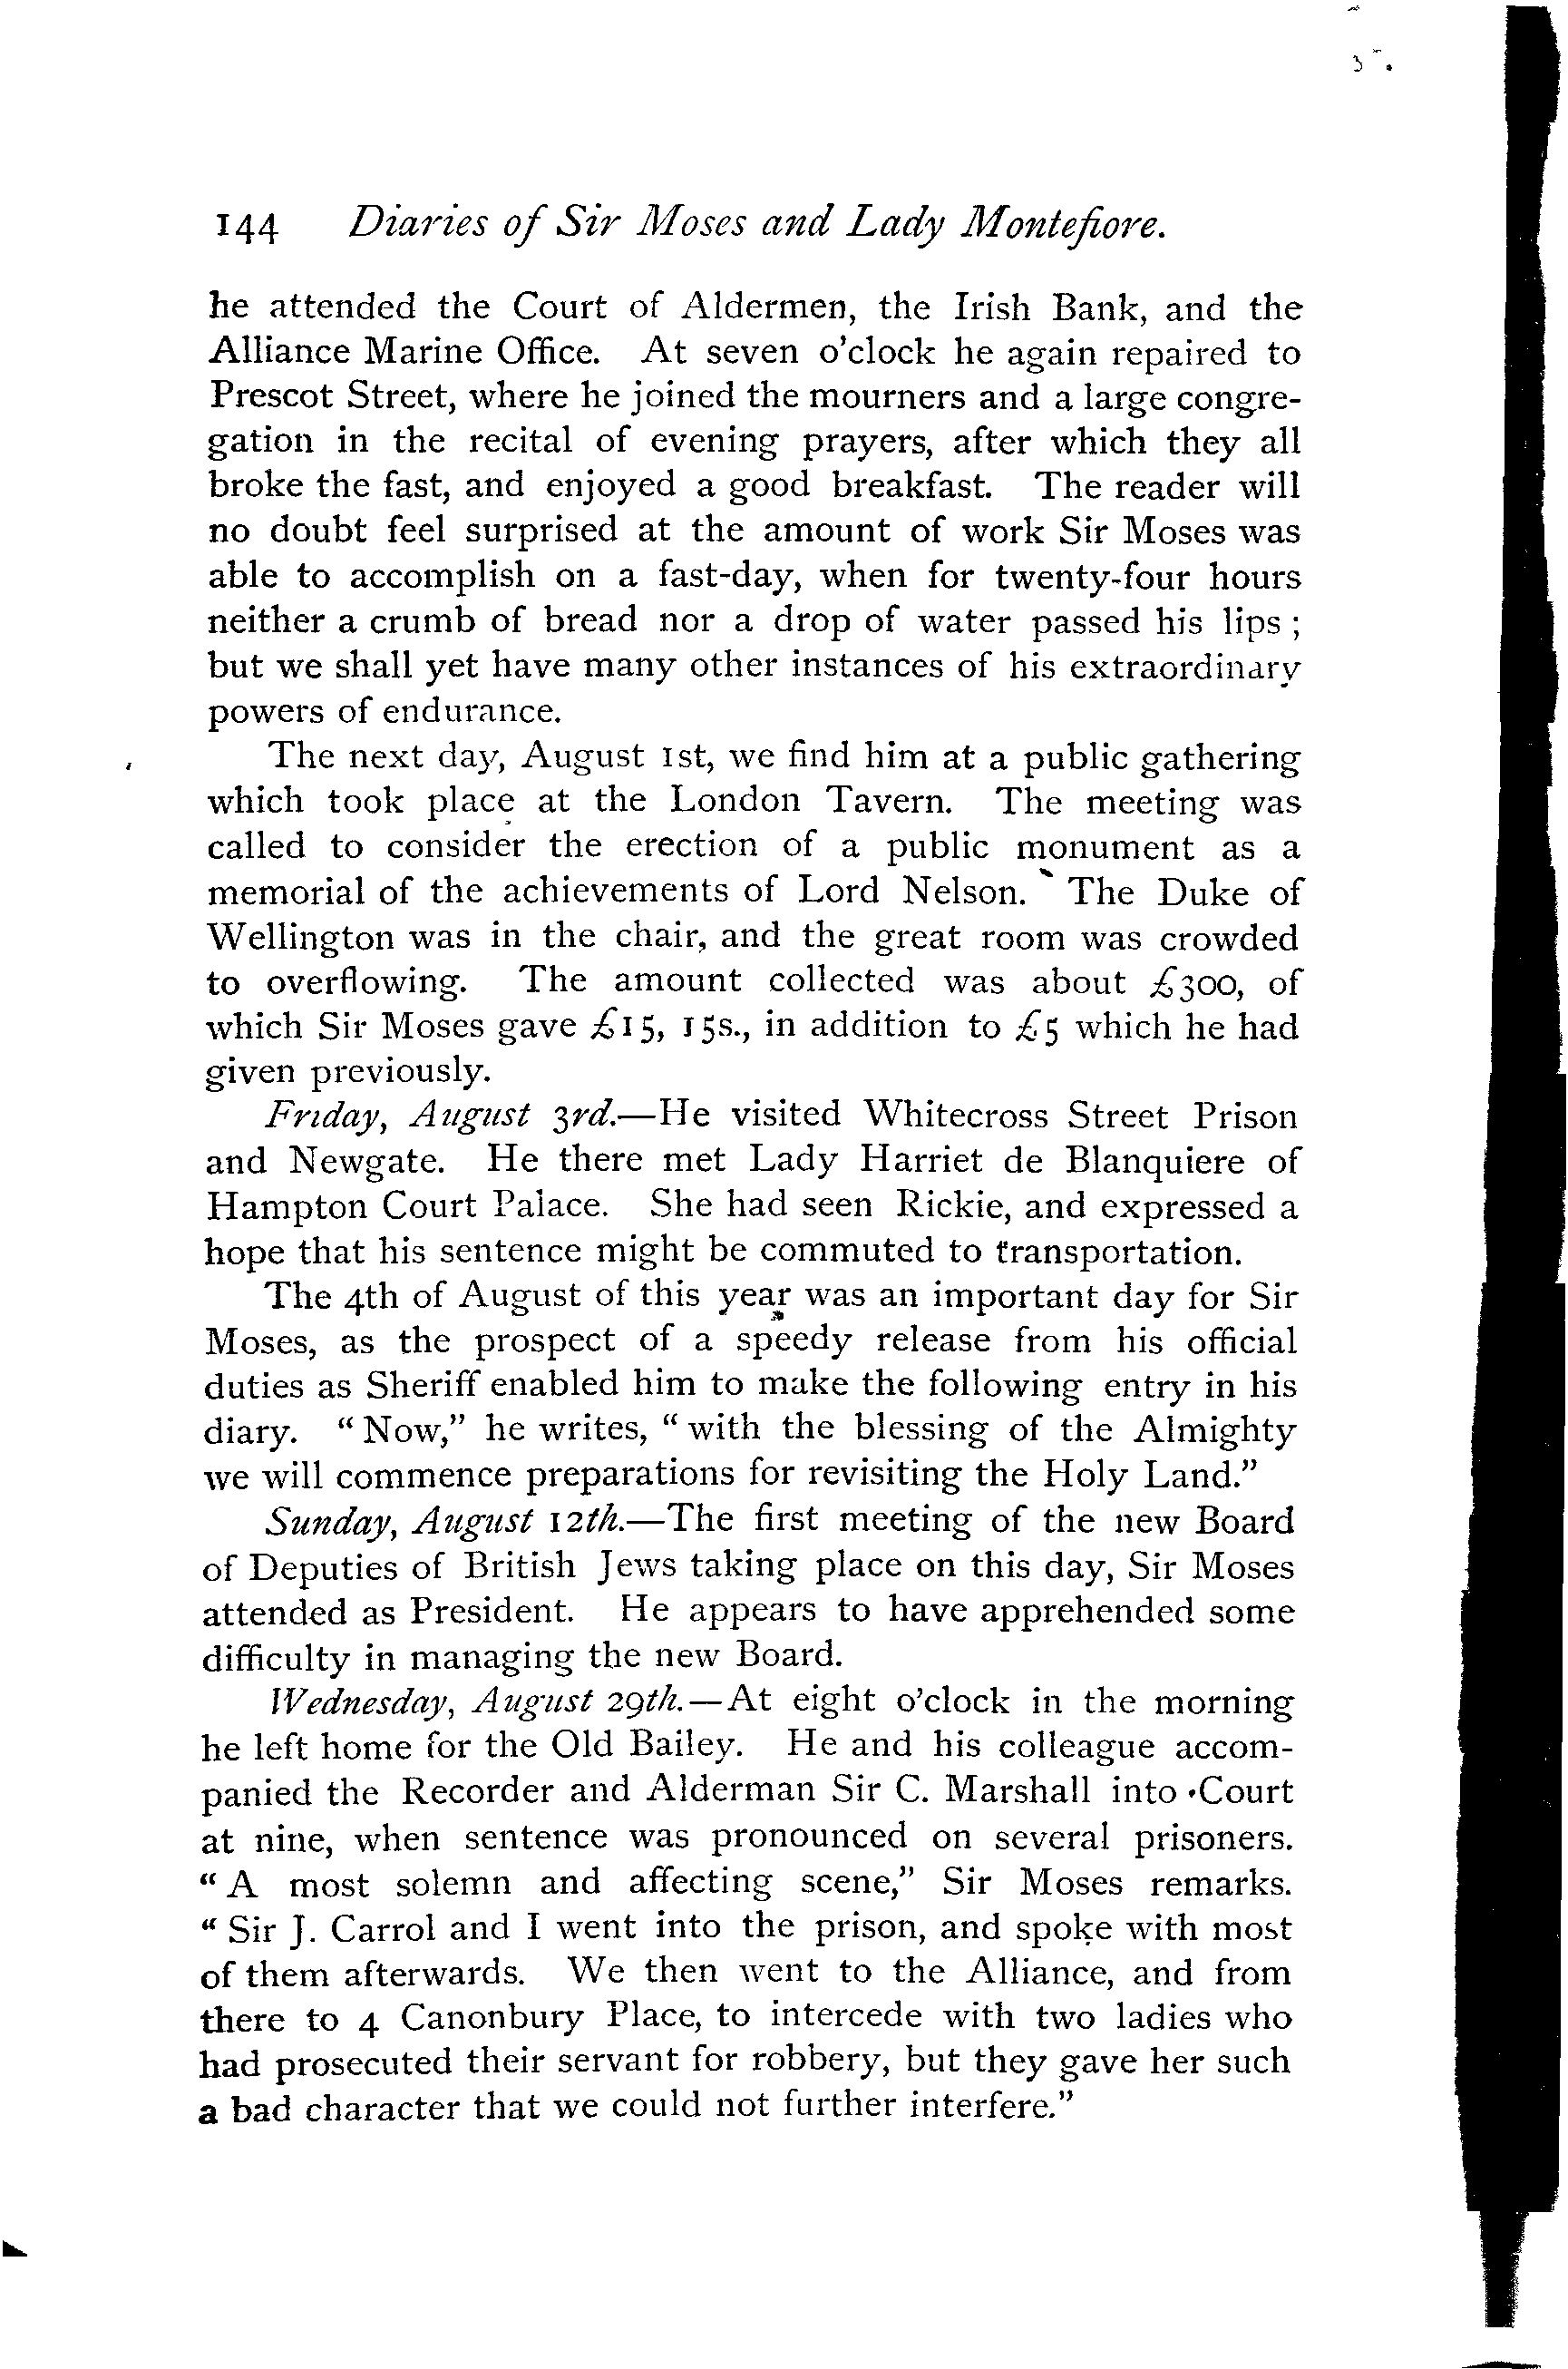 144 Diaries of Sir Moses and Lady Montefiore.
he attended the Court of Aldermen, the Irish Bank, and the
Alliance Marine Office. At seven o'clock he again repaired to
Prescot Street, where he joined the mourners and a large congre-
gation in the recital of evening prayers, after which they all
broke the fast, and enjoyed a good breakfast. The reader will
no doubt feel surprised at the amount of work Sir Moses was
able to accomplish on a fast-day, when for twenty-four hours
neither a crumb of bread nor a drop of water passed his lips ;
but we shall yet have many other instances of his extraordinary
powers of endurance.
The next day, August 1st, we find him at a public gathering
which took place at the London Tavern. The meeting was
called to consider the erection of a public monument as a
memorial of the achievements of Lord Nelson. The Duke of
Wellington was in the chair, and the great room was crowded
to overflowing. The amount collected was about £300, of
which Sir Moses gave £15, 15s., in addition to £5 which he had
given previously.
Friday, August 3rd.—He visited Whitecross Street Prison
and Newgate. He there met Lady Harriet de Blanquiere of
Hampton Court Palace. She had seen Rickie, and expressed a
hope that his sentence might be commuted to transportation.
The 4th of August of this year was an important day for Sir
Moses, as the prospect of a speedy release from his official
duties as Sheriff enabled him to make the following entry in his
diary. "Now," he writes, "with the blessing of the Almighty
we will commence preparations for revisiting the Holy Land."
Sunday, August 12th.—The first meeting of the new Board
of Deputies of British Jews taking place on this day, Sir Moses
attended as President. He appears to have apprehended some
difficulty in managing the new Board.
Wednesday, August 29th.—At eight o'clock in the morning
he left home for the Old Bailey. He and his colleague accom-
panied the Recorder and Alderman Sir C. Marshall into Court
at nine, when sentence was pronounced on several prisoners.
"A most solemn and affecting scene," Sir Moses remarks.
"Sir J. Carrol and I went into the prison, and spoke with most
of them afterwards. We then went to the Alliance, and from
there to 4 Canonbury Place, to intercede with two ladies who
had prosecuted their servant for robbery, but they gave her such
a bad character that we could not further interfere."